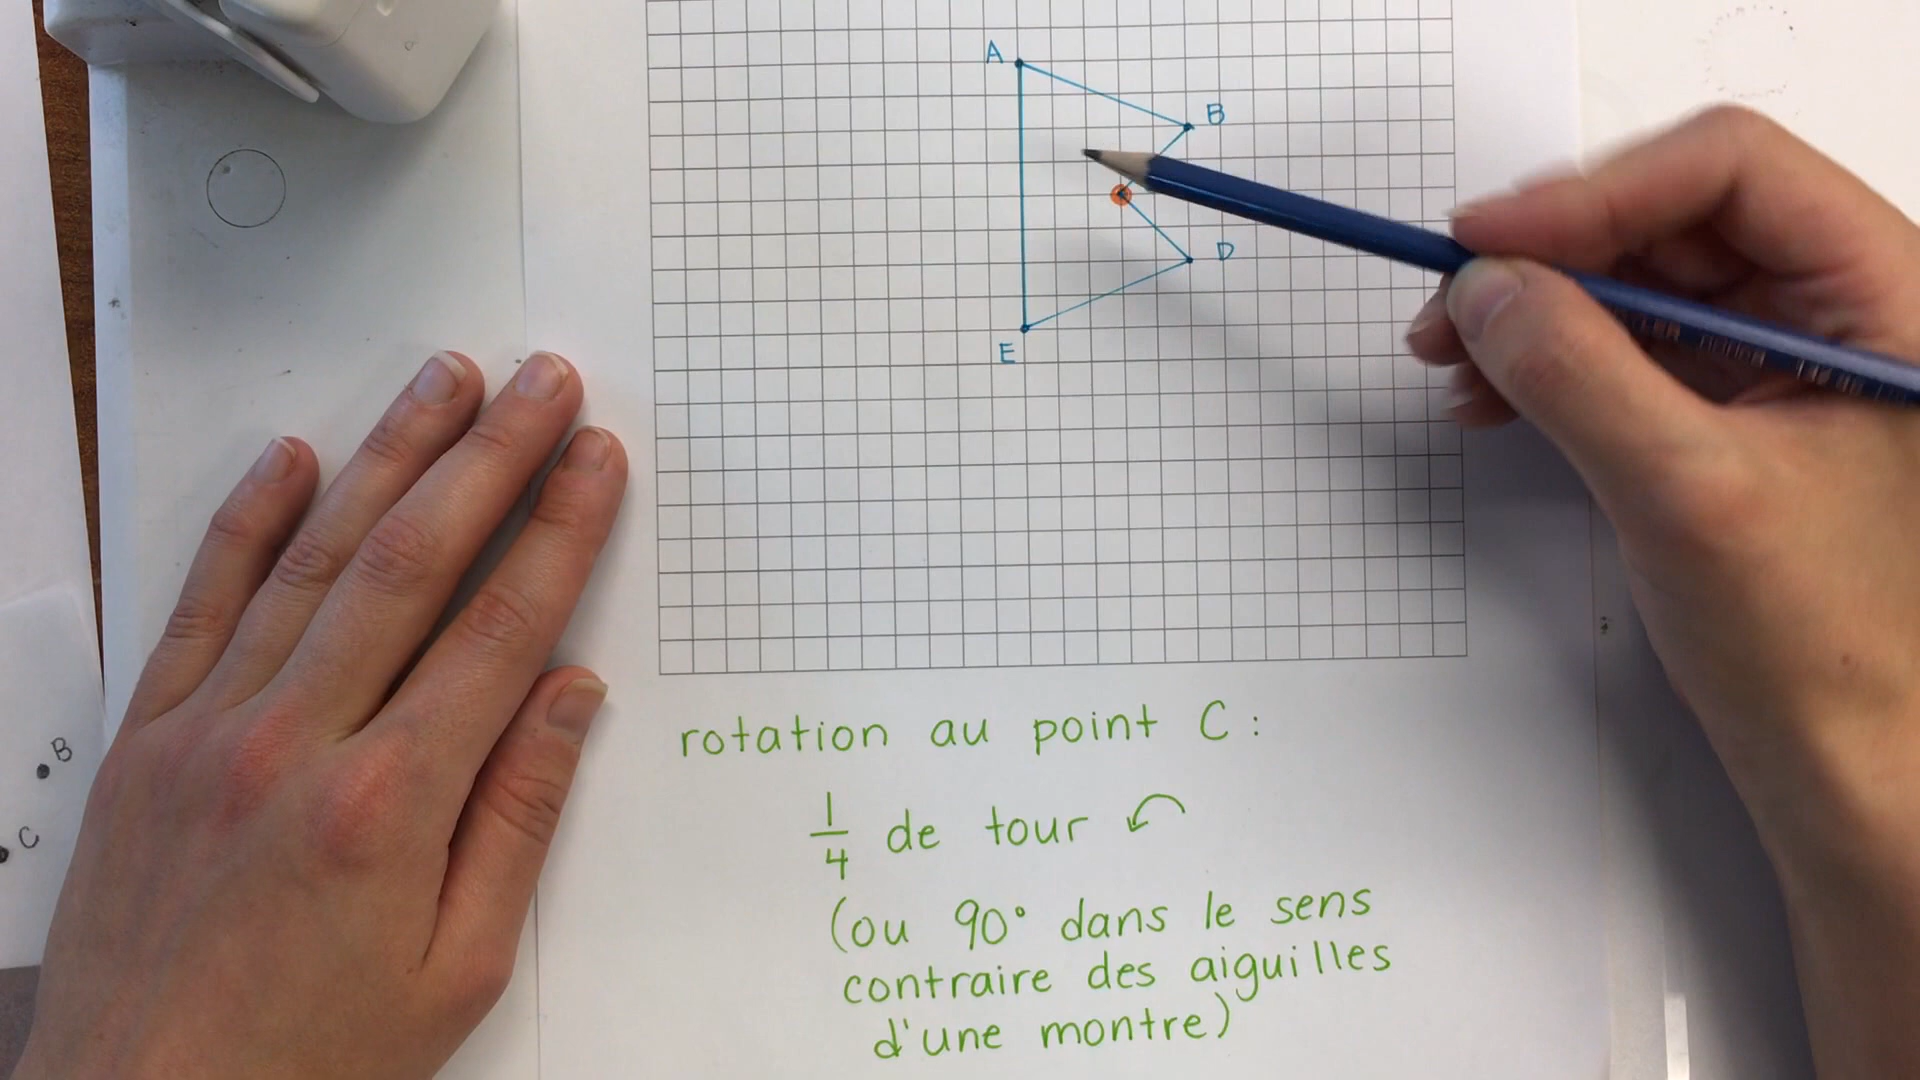 A
B
D
E
B
C
rotation au point C:
1/4 de tour
(ou 90° dans le sens
contraire des aiguilles
d'une montre)